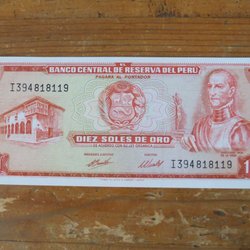 BANCO CENTRAL DE RESERVA DEL PERU
PAGARA AL PORTADOR
I394818119
DIEZ SOLES DE ORO
I394818119